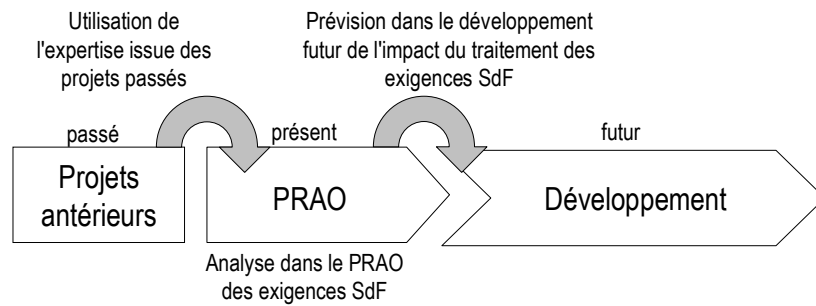 Utilisation de
l'expertise issue des
projets passés
Prévision dans le développement
futur de l'impact du traitement des
exigences SdF
passé
présent
futur
Projets
antérieurs
PRAO
Développement
Analyse dans le PRAO
des exigences SdF